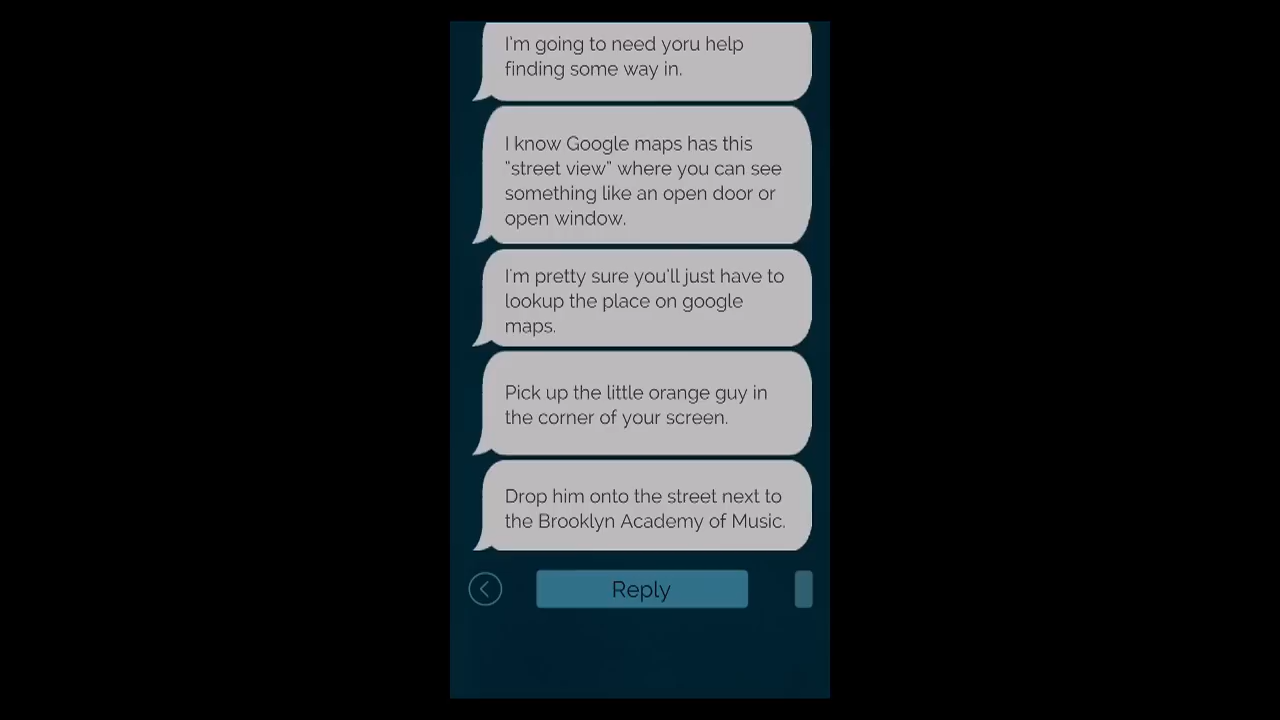 I'm going to need yoru help
finding some way in.
I know Google maps has this
"street view" where you can see
something like an open door or
open window.
I'm pretty sure you'll just have to
lookup the place on google
maps.
Pick up the little orange guy in
the corner of your screen.
Drop him onto the street next to
the Brooklyn Academy of Music.
Reply